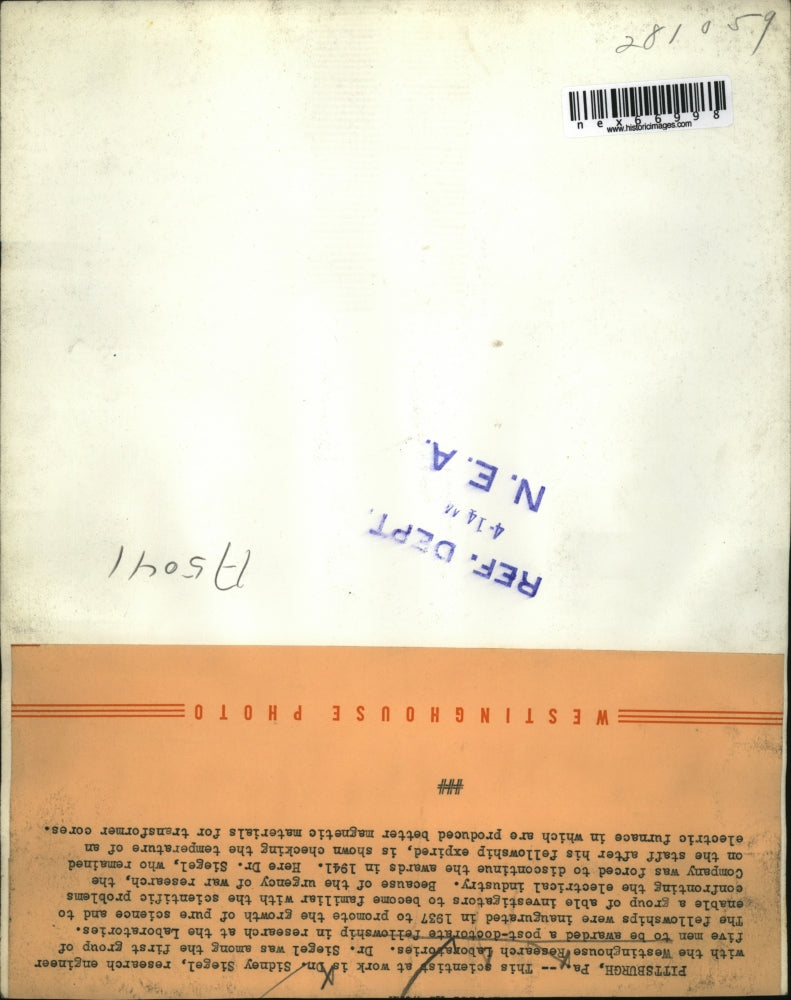 281059
nex66998
www.historicimages.com
N. E. A.
REF. DEPT.
A5041
PITTSBURGH, Pa. -- This scientist at work is Dr. Sidney Siegel, research engineer
with the Westinghouse Research Laboratories. Dr. Siegel was among the first group of
five men to be awarded a post-doctorate fellowship in research at the Laboratories.
The fellowships were inaugurated in 1937 to promote the growth of pure science and to
enable a group of able investigators to become familiar with the scientific problems
confronting the electrical industry. Because of the urgency of war research, the
Company was forced to discontinue the awards in 1941. Here Dr. Siegel, who remained
on the staff after his fellowship expired, is shown checking the temperature of an
electric furnace in which are produced better magnetic materials for transformer cores.
###
WESTINGHOUSE PHOTO